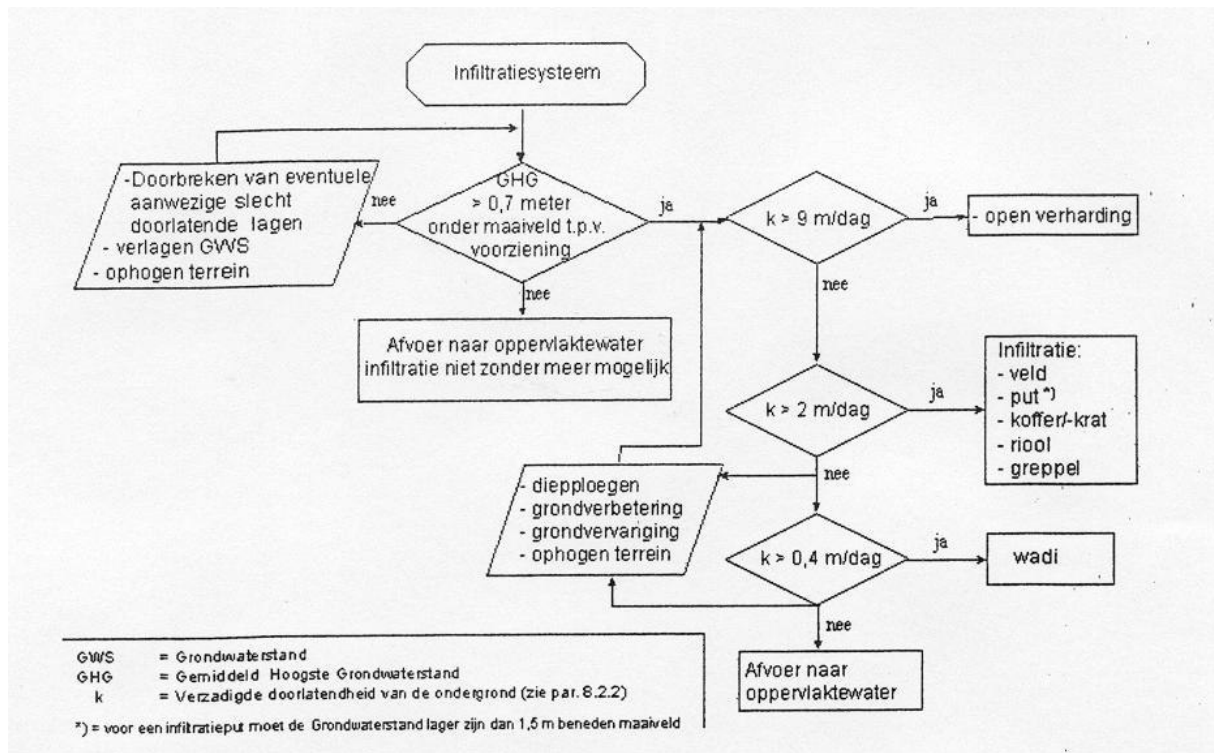 Infiltratiesysteem
-Doorbreken van eventuele
aanwezige slecht
doorlatende lagen
- verlagen GWS
- ophogen terrein
nee
GHG
> 0,7 meter
onder maaiveld t.p.v.
voorziening
ja
k > 9 m/dag
ja
- open verharding
nee
Afvoer naar oppervlaktewater
infiltratie niet zonder meer mogelijk
nee
k > 2 m/dag
ja
Infiltratie:
- veld
- put *)
- koffer/-krat
- riool
- greppel
nee
- diepploegen
- grondverbetering
- grondvervanging
- ophogen terrein
k > 0,4 m/dag
ja
wadi
nee
Afvoer naar
oppervlaktewater
GWS = Grondwaterstand
GHG = Gemiddeld Hoogste Grondwaterstand
k = Verzadigde doorlatendheid van de ondergrond (zie par. 8.2.2)
*) = voor een infiltratieput moet de Grondwaterstand lager zijn dan 1,5 m beneden maaiveld